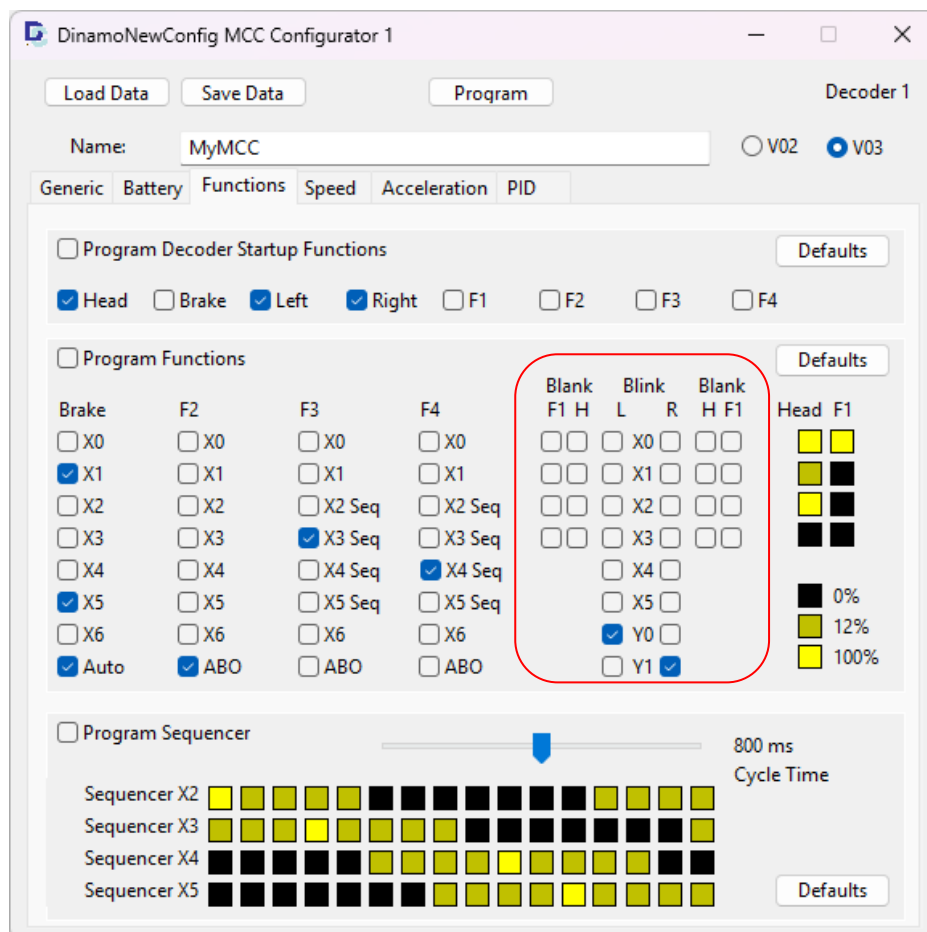 DinamoNewConfig MCC Configurator 1
Load Data Save Data Program Decoder 1
Name: MyMCC V02 V03
Generic Battery Functions Speed Acceleration PID
Program Decoder Startup Functions Defaults
Head Brake Left Right F1 F2 F3 F4
Program Functions Defaults
Blank Blink Blank
Brake F2 F3 F4 F1 H L R H F1 Head F1
X0 X0 X0 X0 X0
X1 X1 X1 X1 X1
X2 X2 X2 Seq X2 Seq X2
X3 X3 X3 Seq X3 Seq X3
X4 X4 X4 Seq X4 Seq X4
X5 X5 X5 Seq X5 Seq X5 0%
X6 X6 X6 X6 Y0 12%
Auto ABO ABO ABO Y1 100%
Program Sequencer 800 ms
Cycle Time
Sequencer X2
Sequencer X3
Sequencer X4
Sequencer X5 Defaults